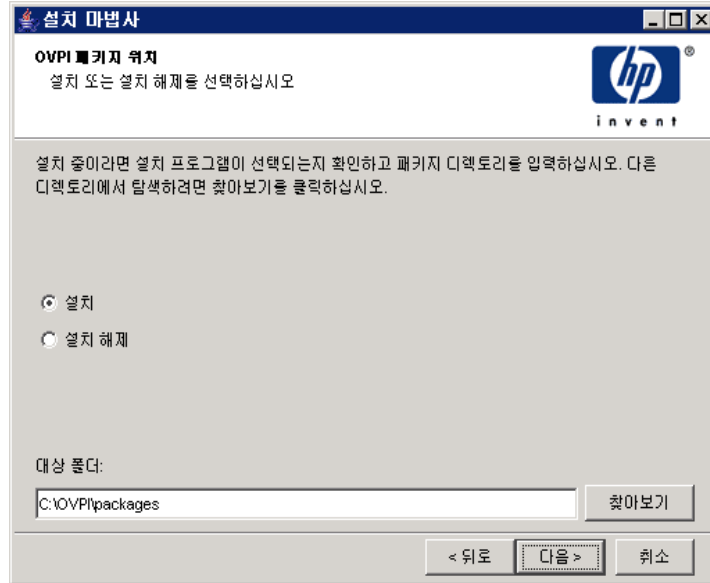 설치 마법사
OVPI 패키지 위치
설치 또는 설치 해제를 선택하십시오
hp
®
invent
설치 중이라면 설치 프로그램이 선택되는지 확인하고 패키지 디렉토리를 입력하십시오. 다른
디렉토리에서 탐색하려면 찾아보기를 클릭하십시오.
설치
설치 해제
대상 폴더:
C:\OVPI\packages
찾아보기
< 뒤로
다음 >
취소